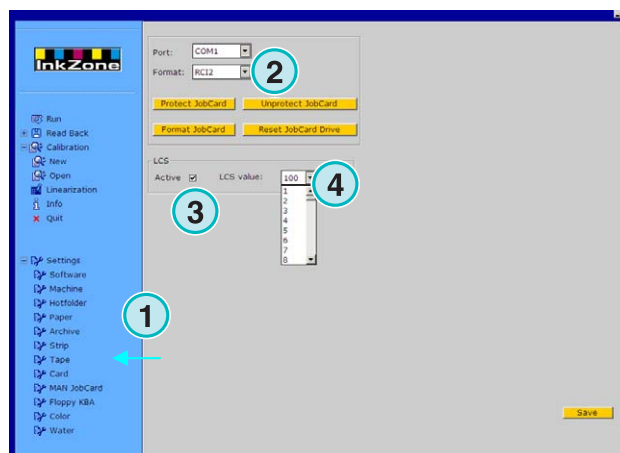 InkZone
Run
Read Back
Calibration
New
Open
Linearization
Info
Quit
Settings
Software
Machine
Hotfolder
Paper
Archive
Strip
Tape
Card
MAN JobCard
Floppy KBA
Color
Water
1
Port: COM1
Format: RCI2
2
Protect JobCard Unprotect JobCard
Format JobCard Reset JobCard Drive
LCS
Active LCS value: 100
3
4
1
2
3
4
5
6
7
8
Save